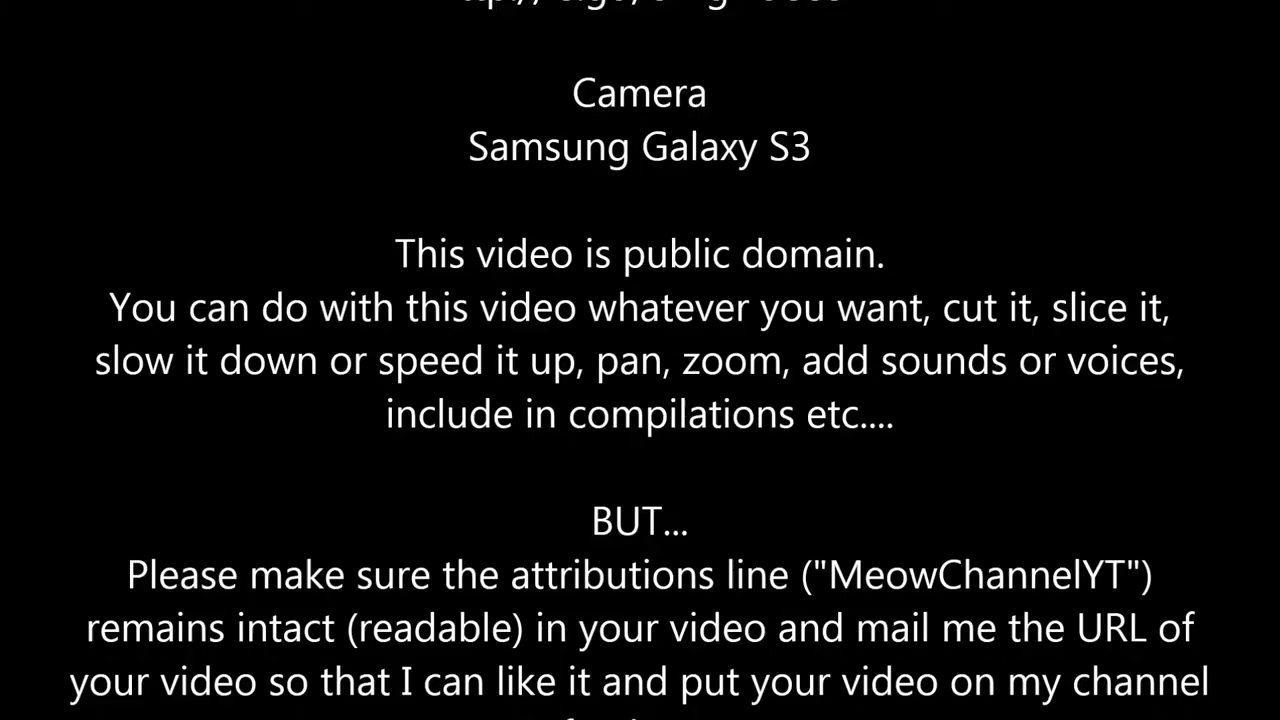 Camera
Samsung Galaxy S3
This video is public domain.
You can do with this video whatever you want, cut it, slice it,
slow it down or speed it up, pan, zoom, add sounds or voices,
include in compilations etc....
BUT...
Please make sure the attributions line ("MeowChannelYT")
remains intact (readable) in your video and mail me the URL of
your video so that I can like it and put your video on my channel